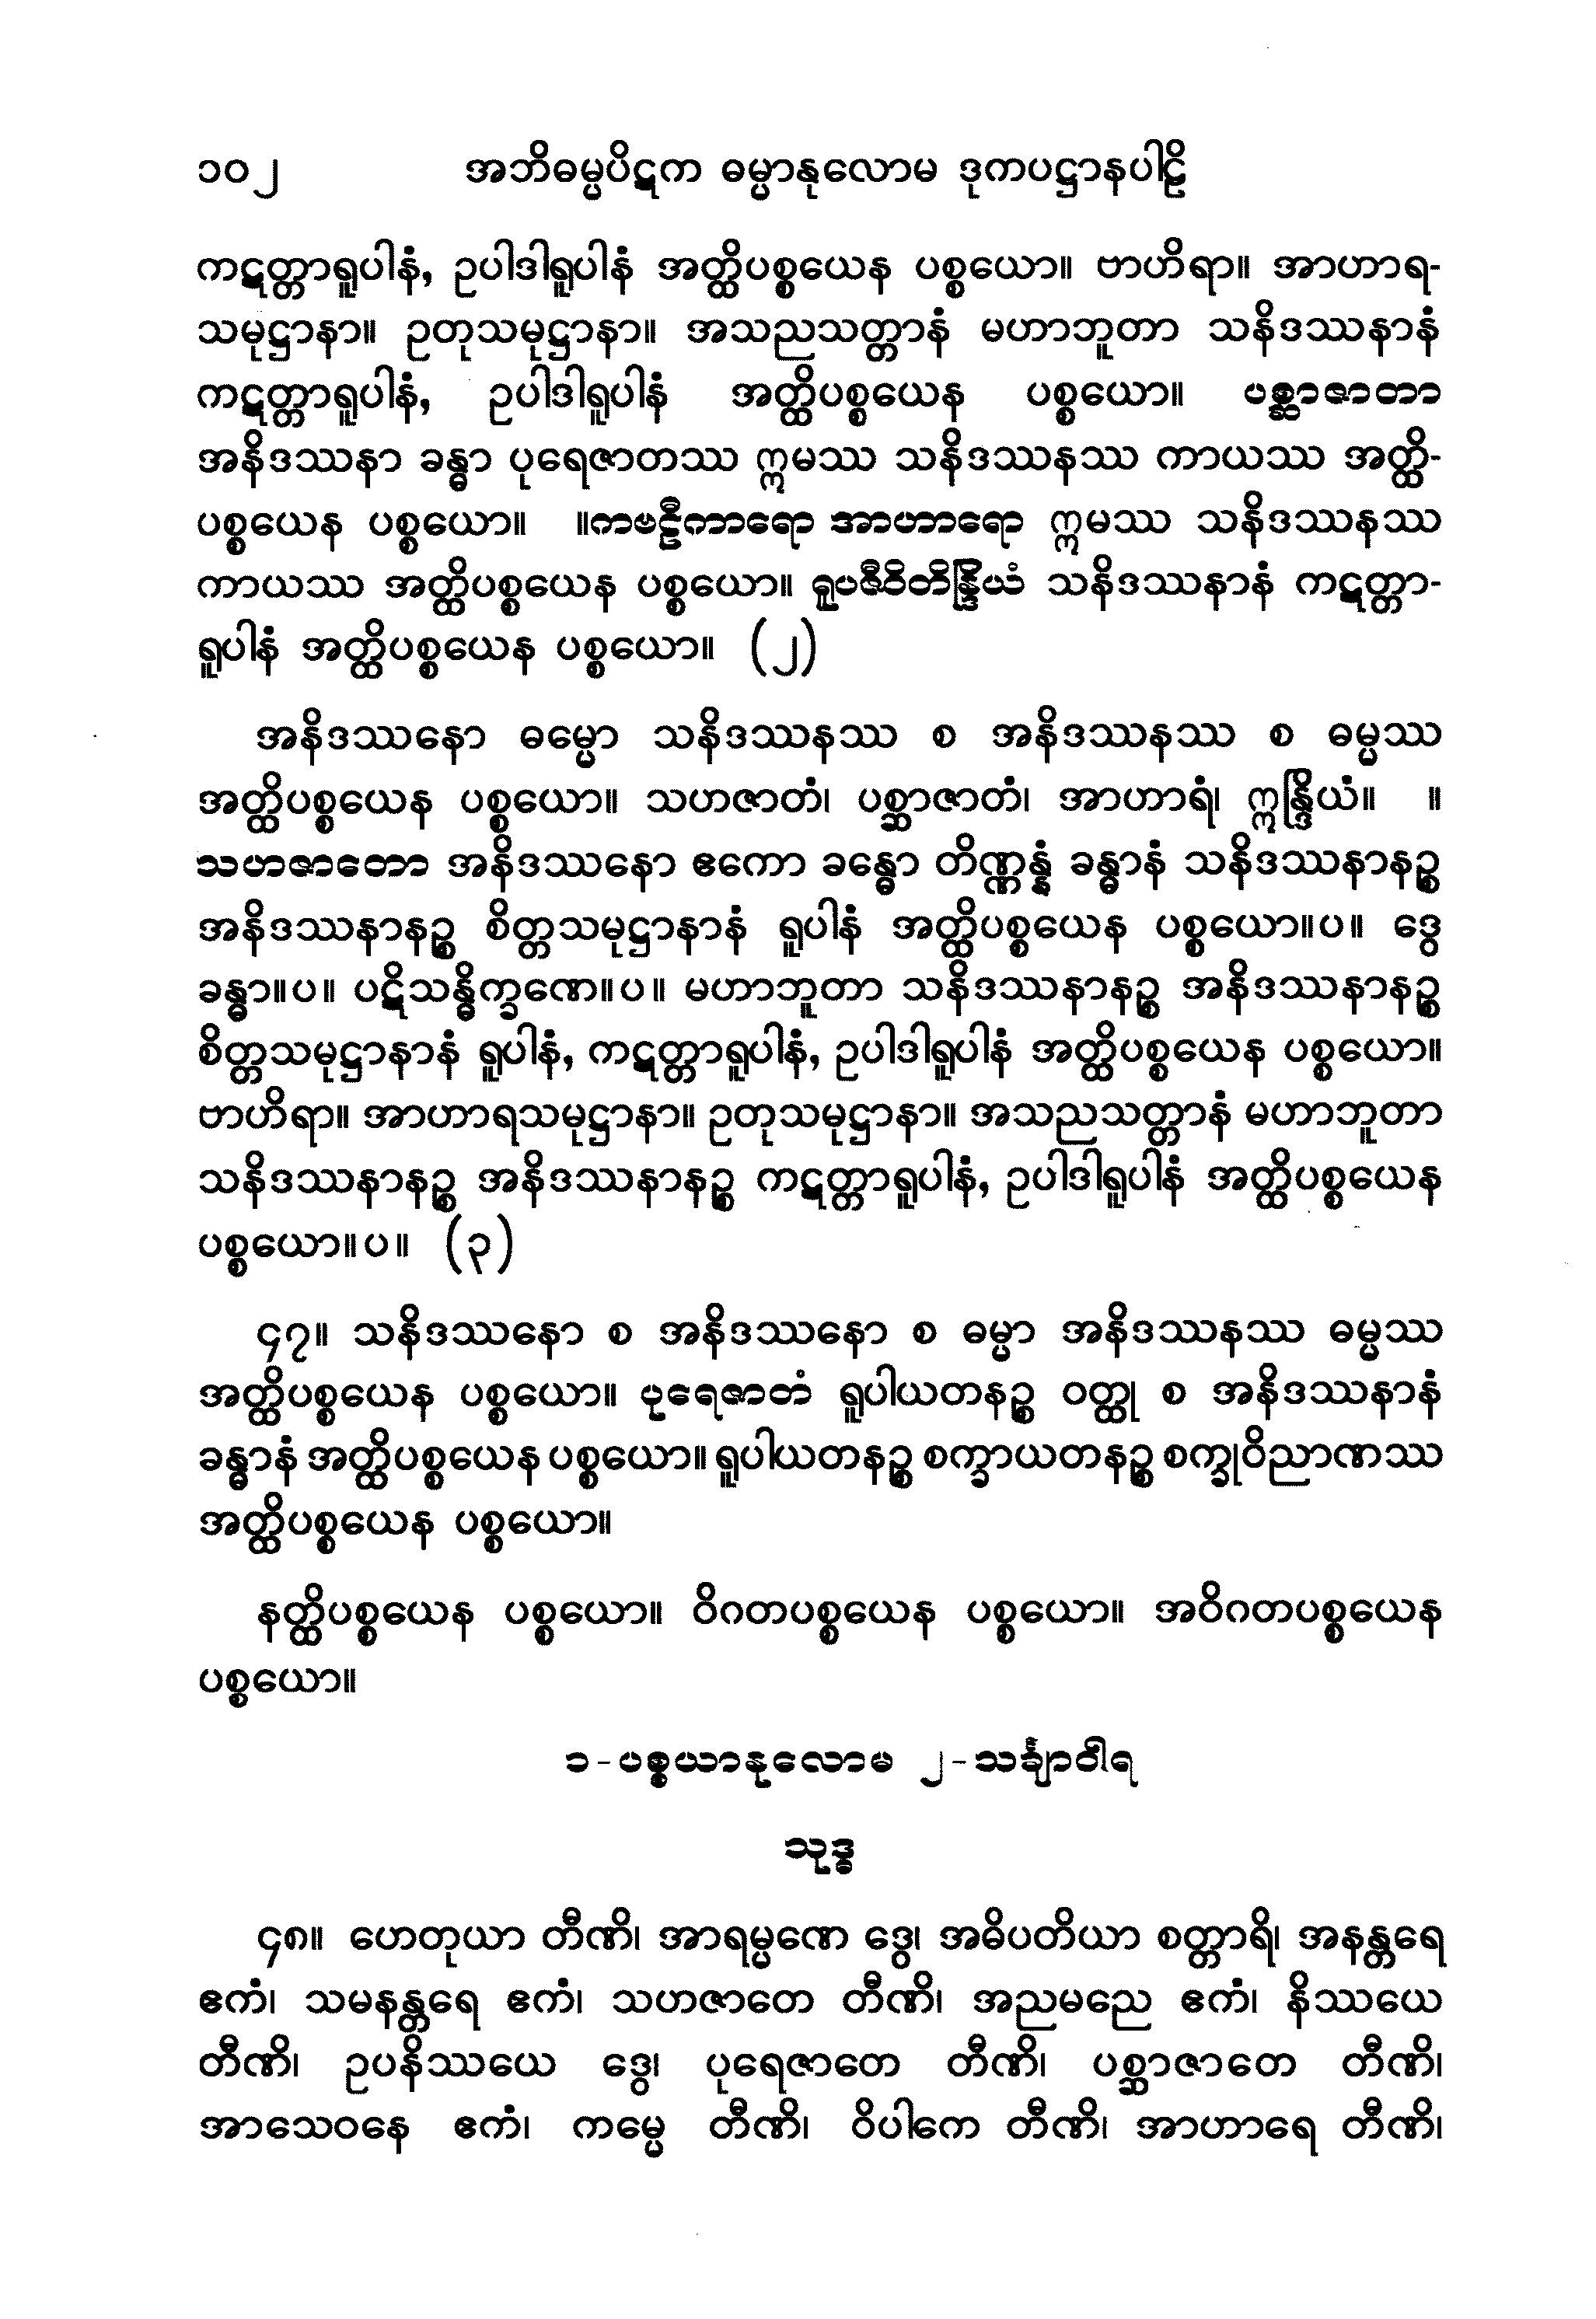 ၁၀၂ အဘိဓမ္မပိဋက ဓမ္မာနုလောမ ဒုကပဋ္ဌာနပါဠိ
ကဋတ္တာရူပါနံ, ဥပါဒါရူပါနံ အတ္ထိပစ္စယေန ပစ္စယော။ ဗာဟိရာ။ အာဟာရ-
သမုဋ္ဌာနာ။ ဥတုသမုဋ္ဌာနာ။ အသညသတ္တာနံ မဟာဘူတာ သနိဒဿနာနံ
ကဋတ္တာရူပါနံ, ဥပါဒါရူပါနံ အတ္ထိပစ္စယေန ပစ္စယော။ ပစ္ဆာဇာတာ
အနိဒဿနာ ခန္ဓာ ပုရေဇာတဿ ဣမဿ သနိဒဿနဿ ကာယဿ အတ္ထိ-
ပစ္စယေန ပစ္စယော။ ။ကဗဠီကာရော အာဟာရော ဣမဿ သနိဒဿနဿ
ကာယဿ အတ္ထိပစ္စယေန ပစ္စယော။ ရူပဇီဝိတိန္ဒြိယံ သနိဒဿနာနံ ကဋတ္တာ-
ရူပါနံ အတ္ထိပစ္စယေန ပစ္စယော။ (၂)
အနိဒဿနော ဓမ္မော သနိဒဿနဿ စ အနိဒဿနဿ စ ဓမ္မဿ
အတ္ထိပစ္စယေန ပစ္စယော။ သဟဇာတံ၊ ပစ္ဆာဇာတံ၊ အာဟာရံ၊ ဣန္ဒြိယံ။ ။
သဟဇာတော အနိဒဿနော ဧကော ခန္ဓော တိဏ္ဏန္နံ ခန္ဓာနံ သနိဒဿနာနဉ္စ
အနိဒဿနာနဉ္စ စိတ္တသမုဋ္ဌာနာနံ ရူပါနံ အတ္ထိပစ္စယေန ပစ္စယော။ပ။ ဒွေ
ခန္ဓာ။ပ။ ပဋိသန္ဓိက္ခဏေ။ပ။ မဟာဘူတာ သနိဒဿနာနဉ္စ အနိဒဿနာနဉ္စ
စိတ္တသမုဋ္ဌာနာနံ ရူပါနံ, ကဋတ္တာရူပါနံ, ဥပါဒါရူပါနံ အတ္ထိပစ္စယေန ပစ္စယော။
ဗာဟိရာ။ အာဟာရသမုဋ္ဌာနာ။ ဥတုသမုဋ္ဌာနာ။ အသညသတ္တာနံ မဟာဘူတာ
သနိဒဿနာနဉ္စ အနိဒဿနာနဉ္စ ကဋတ္တာရူပါနံ, ဥပါဒါရူပါနံ အတ္ထိပစ္စယေန
ပစ္စယော။ပ။ (၃)
၄၇။ သနိဒဿနော စ အနိဒဿနော စ ဓမ္မာ အနိဒဿနဿ ဓမ္မဿ
အတ္ထိပစ္စယေန ပစ္စယော။ ပုရေဇာတံ ရူပါယတနဉ္စ ဝတ္ထု စ အနိဒဿနာနံ
ခန္ဓာနံ အတ္ထိပစ္စယေန ပစ္စယော။ ရူပါယတနဉ္စ စက္ခာယတနဉ္စ စက္ခုဝိညာဏဿ
အတ္ထိပစ္စယေန ပစ္စယော။
နတ္ထိပစ္စယေန ပစ္စယော။ ဝိဂတပစ္စယေန ပစ္စယော။ အဝိဂတပစ္စယေန
ပစ္စယော။
၁-ပစ္စယာနုလောမ ၂-သင်္ချာဝါရ
သုဒ္ဓ
၄၈။ ဟေတုယာ တီဏိ၊ အာရမ္မဏေ ဒွေ၊ အဓိပတိယာ စတ္တာရိ၊ အနန္တရေ
ဧကံ၊ သမနန္တရေ ဧကံ၊ သဟဇာတေ တီဏိ၊ အညမညေ ဧကံ၊ နိဿယေ
တီဏိ၊ ဥပနိဿယေ ဒွေ၊ ပုရေဇာတေ တီဏိ၊ ပစ္ဆာဇာတေ တီဏိ၊
အာသေဝနေ ဧကံ၊ ကမ္မေ တီဏိ၊ ဝိပါကေ တီဏိ၊ အာဟာရေ တီဏိ၊